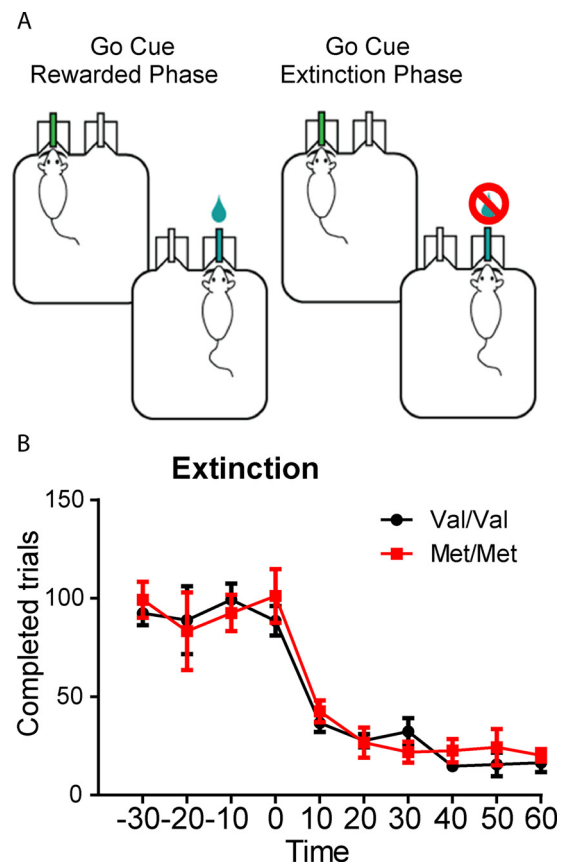 A
Go Cue
Rewarded Phase
Go Cue
Extinction Phase
B
Extinction
Completed trials
150
100
50
0
Val/Val
Met/Met
-30 -20 -10 0 10 20 30 40 50 60
Time